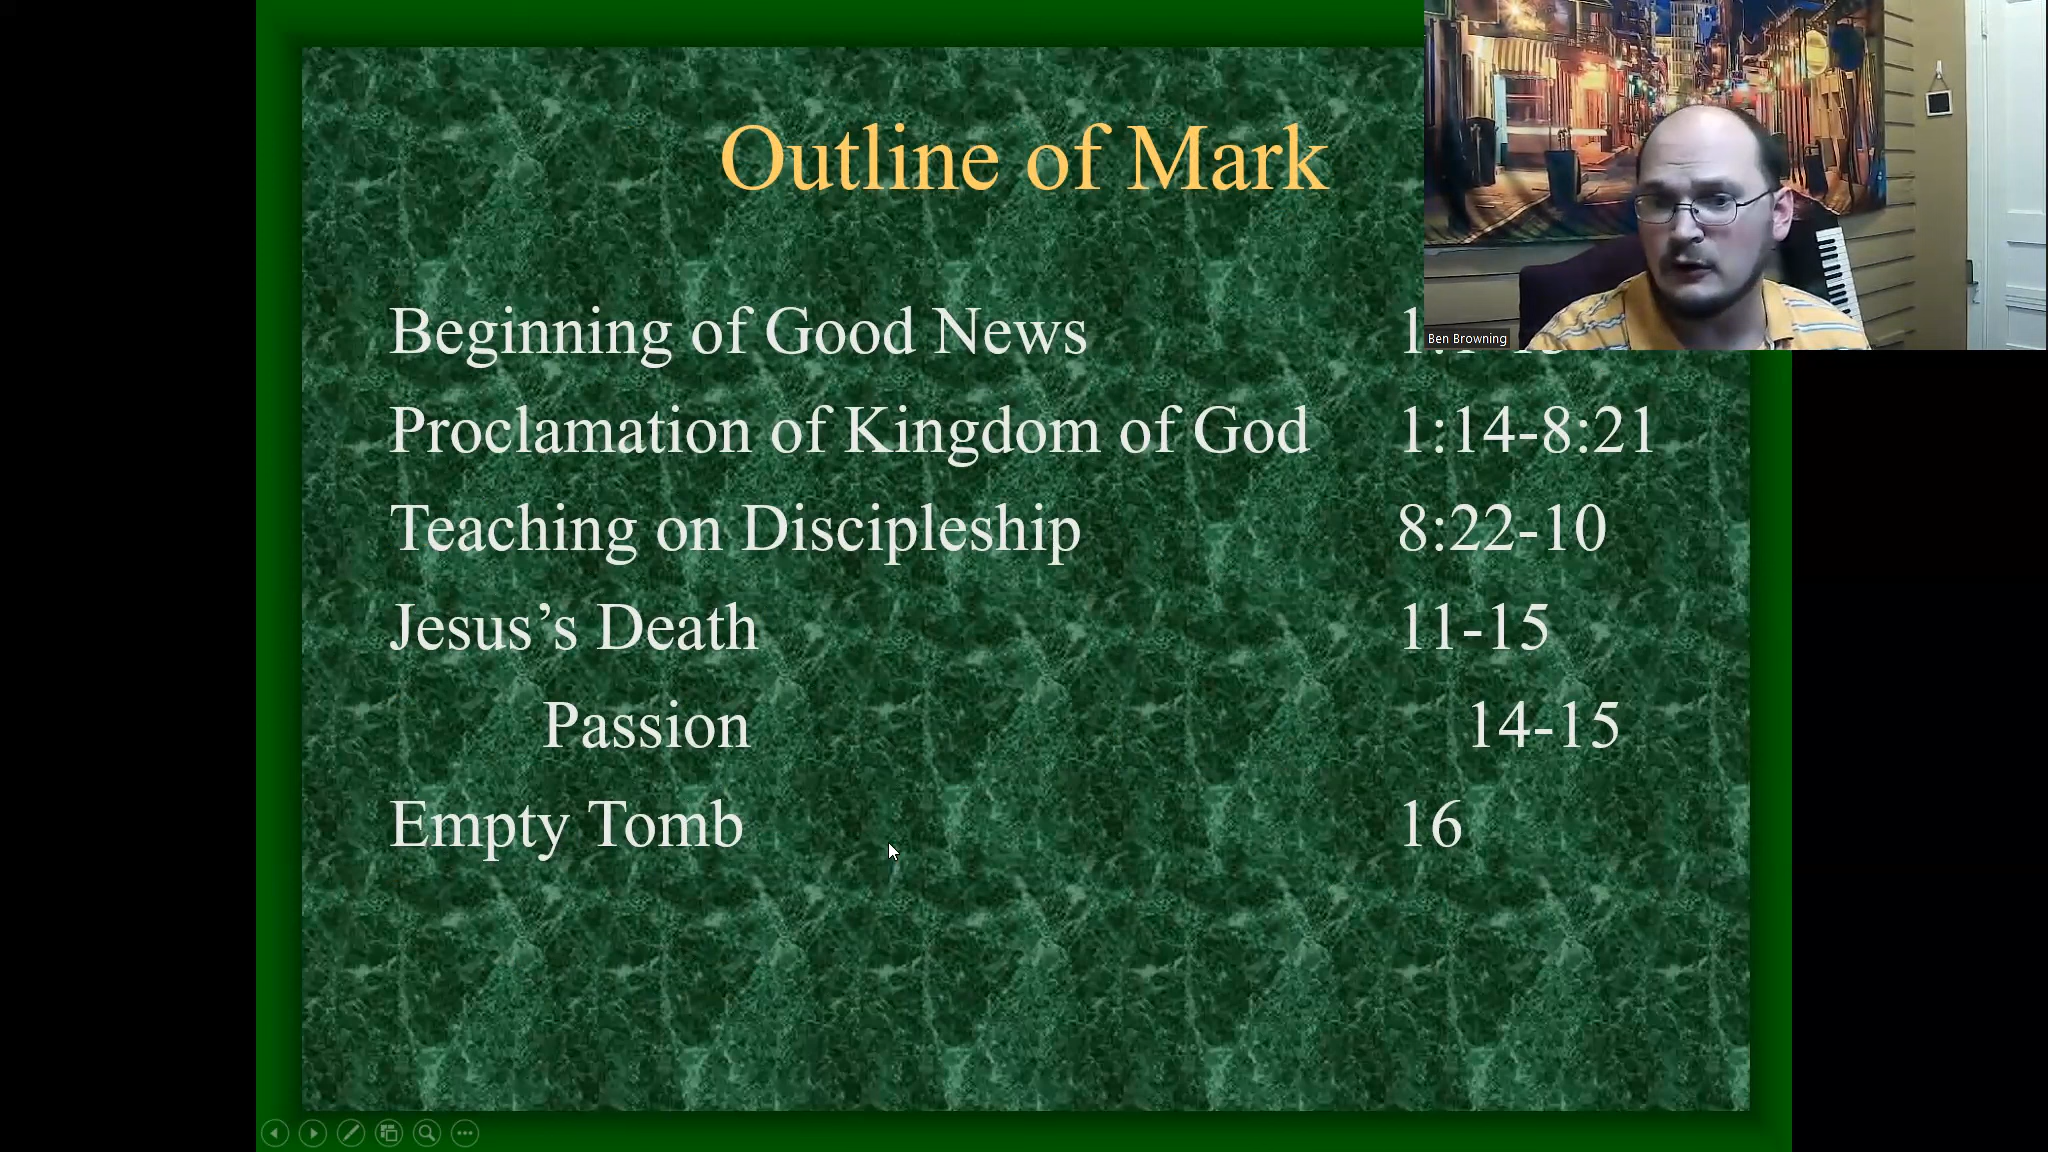 Outline of Mark
Beginning of Good News
Proclamation of Kingdom of God 1:14-8:21
Teaching on Discipleship 8:22-10
Jesus’s Death 11-15
Passion 14-15
Empty Tomb 16
Ben Browning